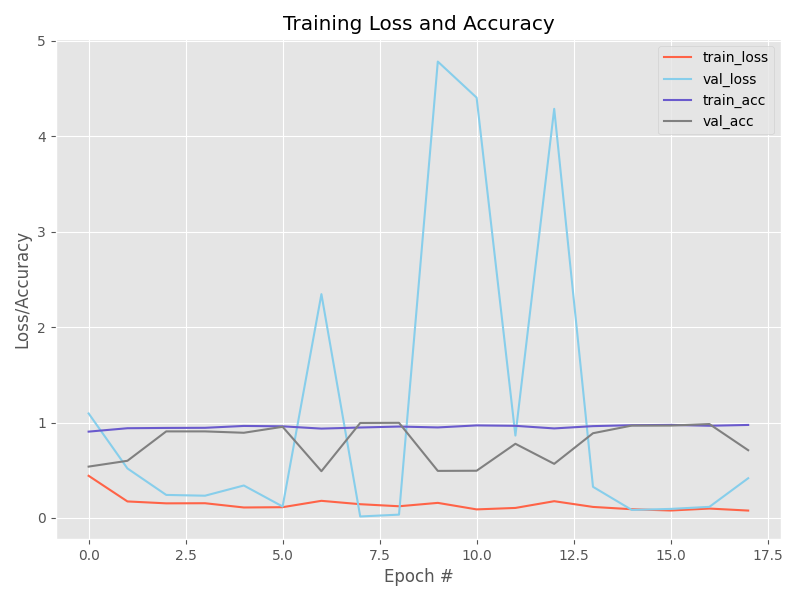 Training Loss and Accuracy
5
4
3
2
1
0
Loss/Accuracy
train_loss
val_loss
train_acc
val_acc
0.0 2.5 5.0 7.5 10.0 12.5 15.0 17.5
Epoch #